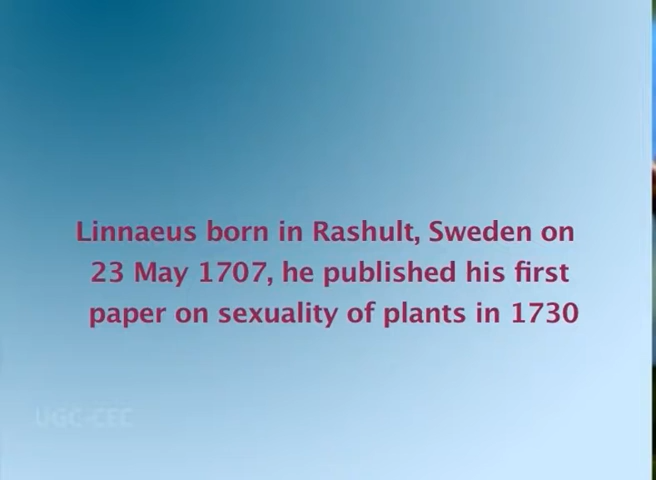 Linnaeus born in Rashult, Sweden on
23 May 1707, he published his first
paper on sexuality of plants in 1730
UGC-CEC